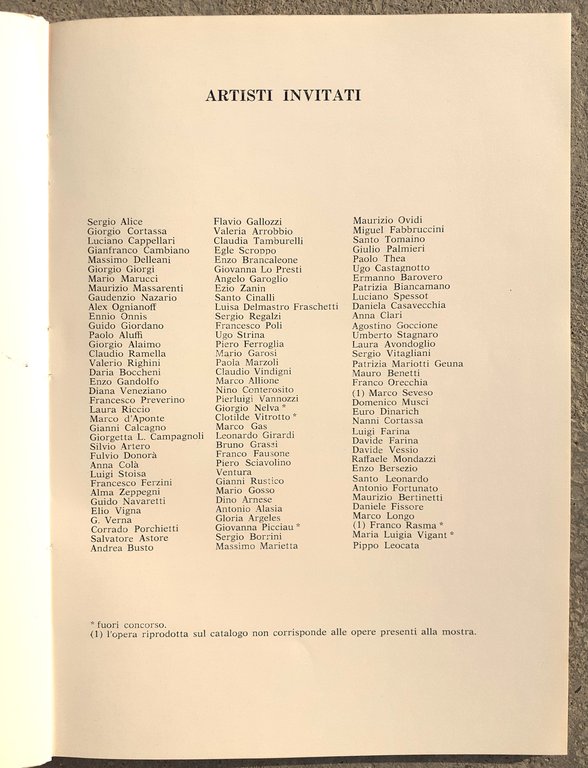 ARTISTI INVITATI
Sergio Alice
Giorgio Cortassa
Luciano Cappellari
Gianfranco Cambiano
Massimo Delleani
Giorgio Giorgi
Mario Marucci
Maurizio Massarenti
Gaudenzio Nazario
Alex Ognianoff
Ennio Onnis
Guido Giordano
Paolo Aluffi
Giorgio Alaimo
Claudio Ramella
Valerio Righini
Daria Boccheni
Enzo Gandolfo
Diana Veneziano
Francesco Preverino
Laura Riccio
Marco d'Aponte
Gianni Calcagno
Giorgetta L. Campagnoli
Silvio Artero
Fulvio Donorà
Anna Colà
Luigi Stoisa
Francesco Ferzini
Alma Zeppegni
Guido Navaretti
Elio Vigna
G. Verna
Corrado Porchietti
Salvatore Astore
Andrea Busto
Flavio Gallozzi
Valeria Arrobbio
Claudia Tamburelli
Egle Scroppo
Enzo Brancaleone
Giovanna Lo Presti
Angelo Garoglio
Ezio Zanin
Santo Cinalli
Luisa Delmastro Fraschetti
Sergio Regalzi
Francesco Poli
Ugo Strina
Piero Ferroglia
Mario Garosi
Paola Marzoli
Claudio Vindigni
Marco Allione
Nino Conterosito
Pierluigi Vannozzi
Giorgio Nelva *
Clotilde Vitrotto *
Marco Gas
Leonardo Girardi
Bruno Grassi
Franco Fausone
Piero Sciavolino
Ventura
Gianni Rustico
Mario Gosso
Dino Arnese
Antonio Alasia
Gloria Argeles
Giovanna Picciau *
Sergio Borrini
Massimo Marietta
Maurizio Ovidi
Miguel Fabbruccini
Santo Tomaino
Giulio Palmieri
Paolo Thea
Ugo Castagnotto
Ermanno Barovero
Patrizia Biancamano
Luciano Spessot
Daniela Casavecchia
Anna Clari
Agostino Goccione
Umberto Stagnaro
Laura Avondoglio
Sergio Vitagliani
Patrizia Mariotti Geuna
Mauro Benetti
Franco Orecchia
(1) Marco Seveso
Domenico Musci
Euro Dinarich
Nanni Cortassa
Luigi Farina
Davide Farina
Davide Vessio
Raffaele Mondazzi
Enzo Bersezio
Santo Leonardo
Antonio Fortunato
Maurizio Bertinetti
Daniele Fissore
Marco Longo
(1) Franco Rasma *
Maria Luigia Vigant *
Pippo Leocata
* fuori concorso.
(1) l'opera riprodotta sul catalogo non corrisponde alle opere presenti alla mostra.